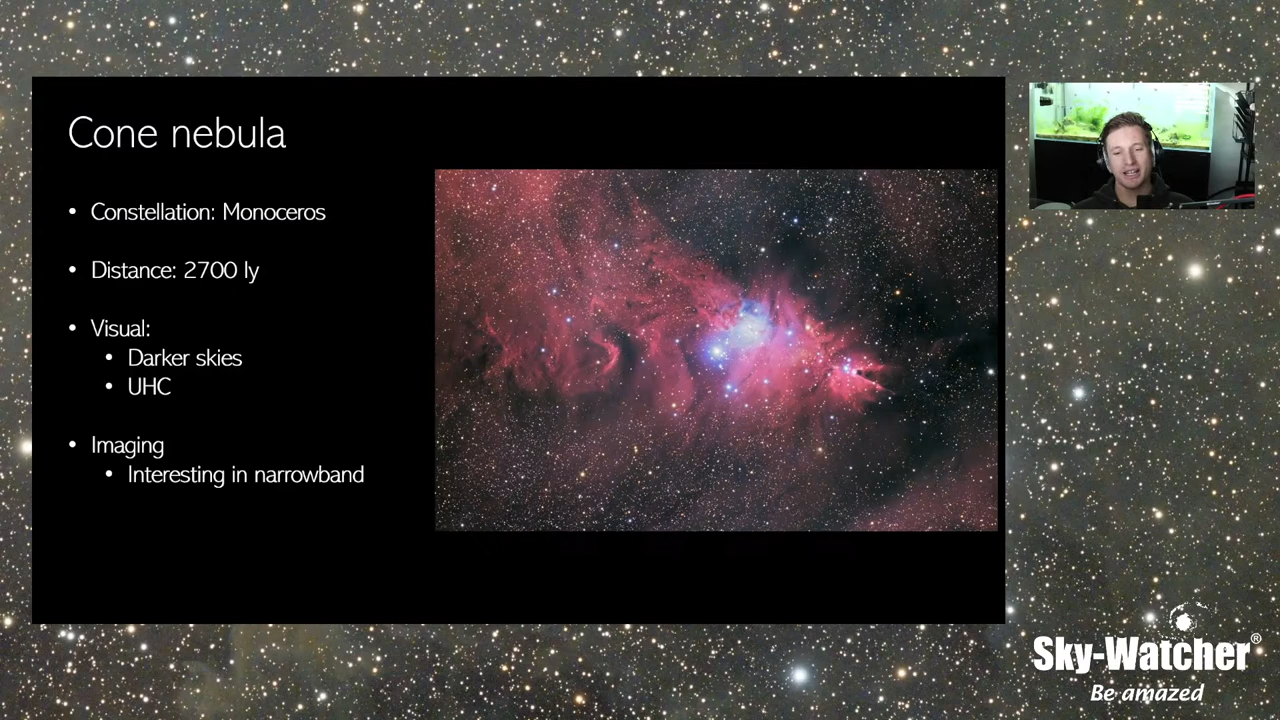 Cone nebula
• Constellation: Monoceros
• Distance: 2700 ly
• Visual:
• Darker skies
• UHC
• Imaging
• Interesting in narrowband
Sky-Watcher®
Be amazed